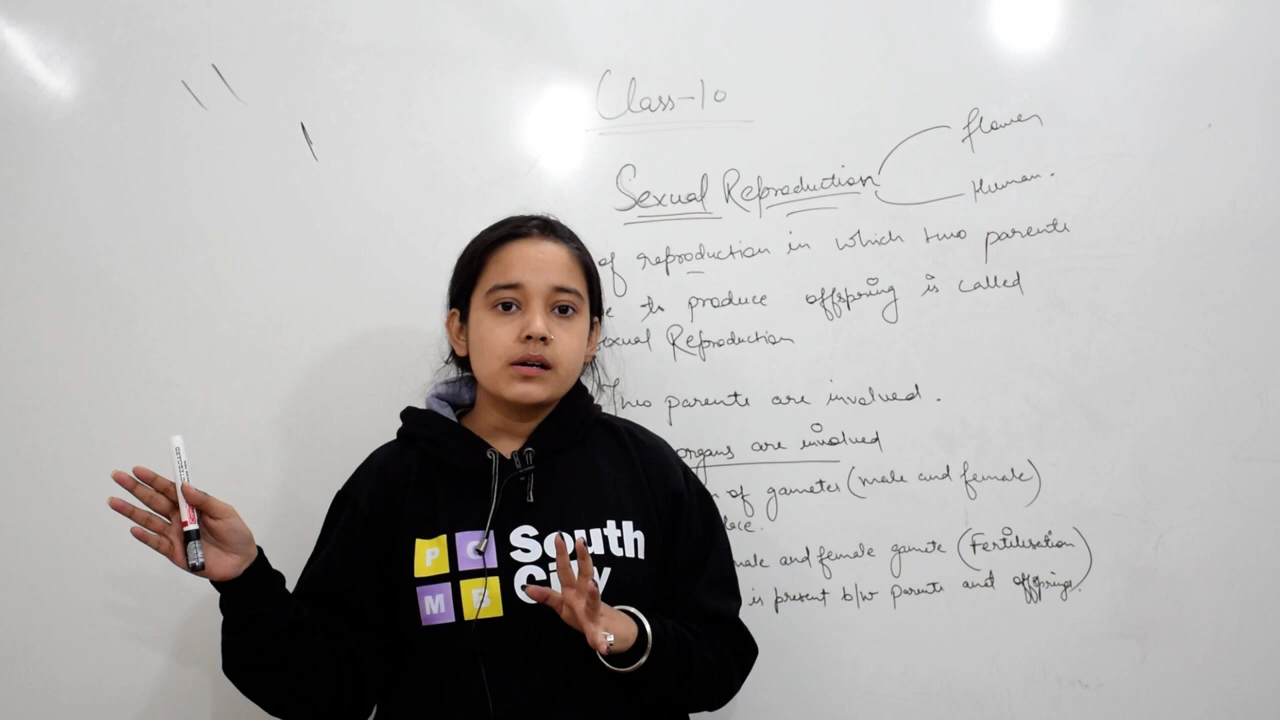 Class-10
Sexual Reproduction
flower
Human.
of reproduction in which two parents
to produce offspring is called
Reproduction
Two parents are involved.
organs are involved
of gametes (male and female)
male and female gamete (Fertilisation)
is present b/w Parents and offsprings.
P C
M B
South
City